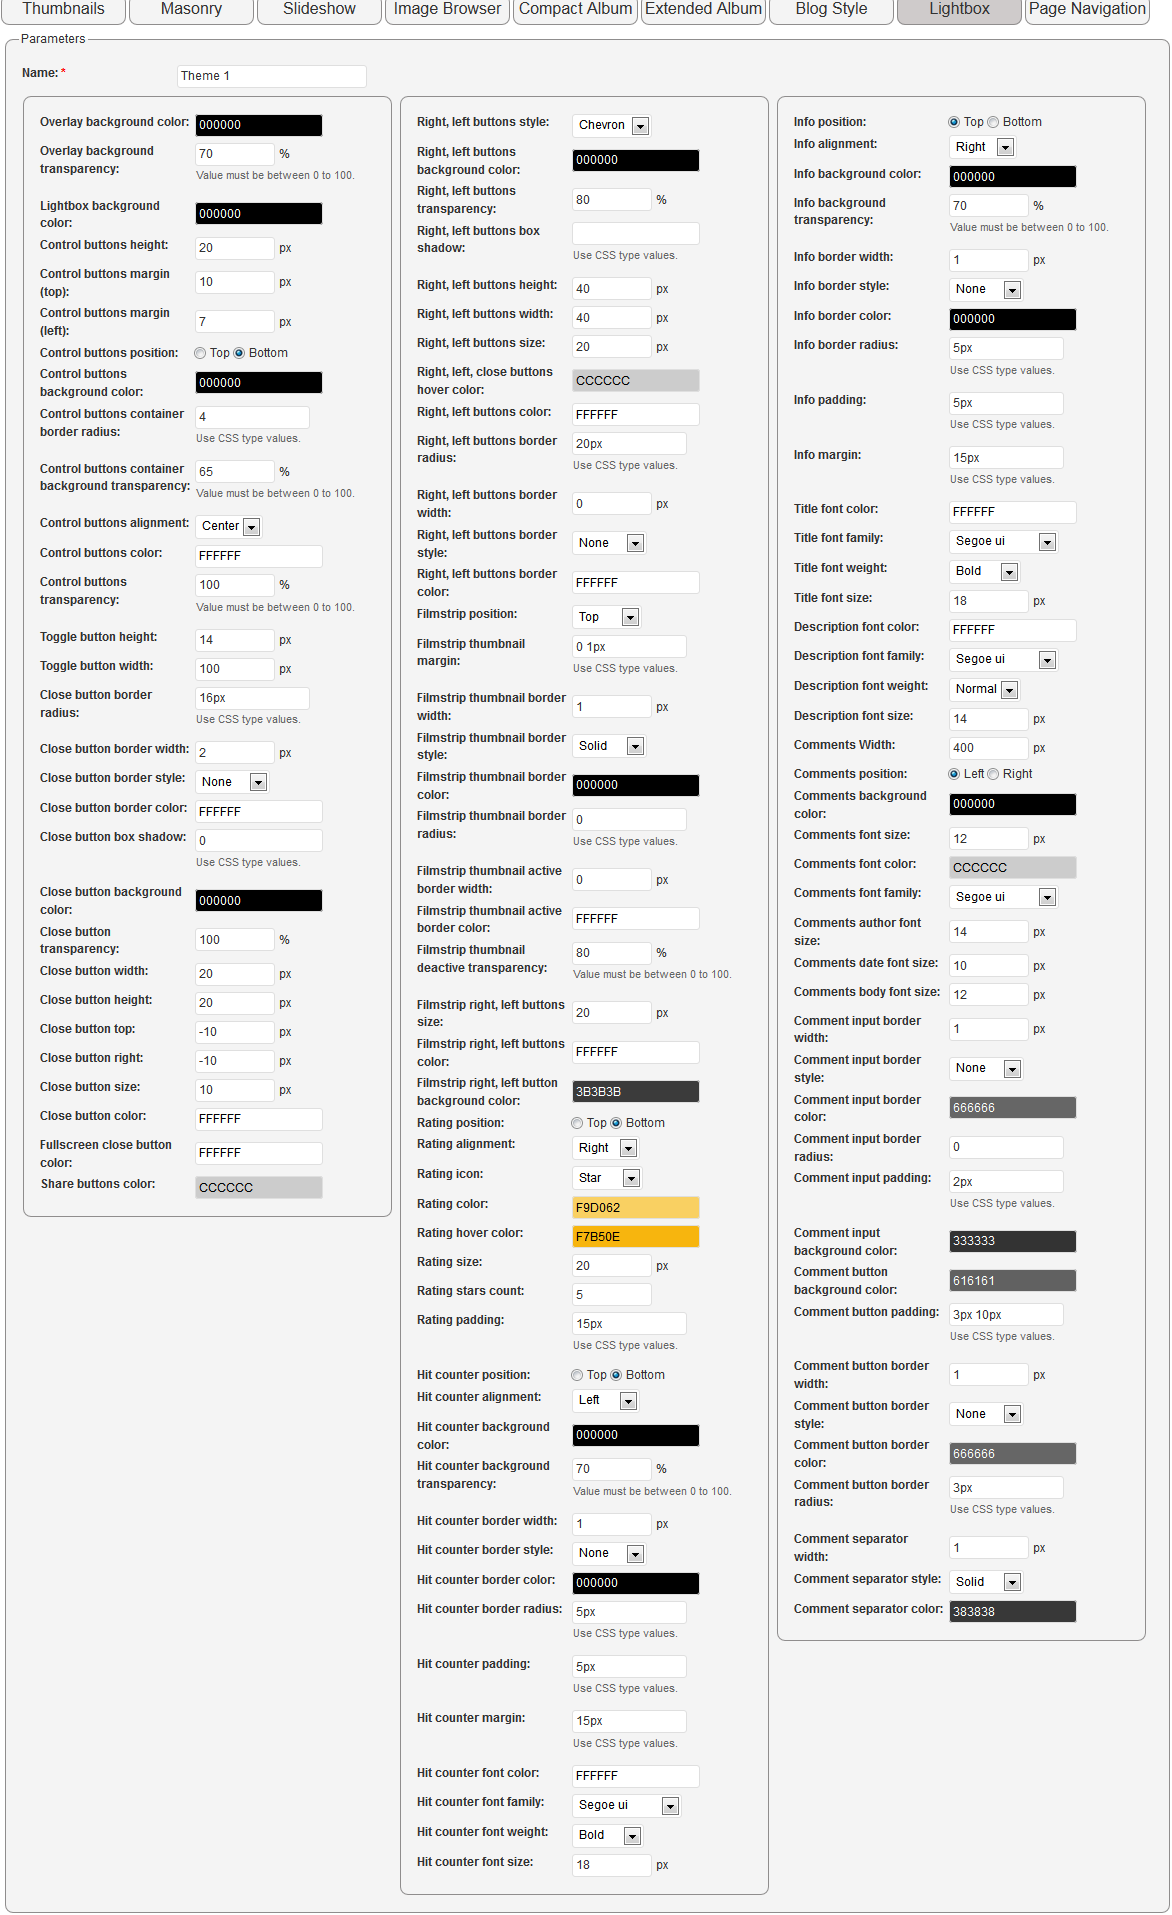 Thumbnails
Masonry
Slideshow
Image Browser
Compact Album
Extended Album
Blog Style
Lightbox
Page Navigation
Parameters
Name: *
Theme 1
Overlay background color:
000000
Overlay background
transparency:
70 %
Value must be between 0 to 100.
Lightbox background
color:
000000
Control buttons height:
20 px
Control buttons margin
(top):
10 px
Control buttons margin
(left):
7 px
Control buttons position:
Top Bottom
Control buttons
background color:
000000
Control buttons container
border radius:
4
Use CSS type values.
Control buttons container
background transparency:
65 %
Value must be between 0 to 100.
Control buttons alignment:
Center
Control buttons color:
FFFFFF
Control buttons
transparency:
100 %
Value must be between 0 to 100.
Toggle button height:
14 px
Toggle button width:
100 px
Close button border
radius:
16px
Use CSS type values.
Close button border width:
2 px
Close button border style:
None
Close button border color:
FFFFFF
Close button box shadow:
0
Use CSS type values.
Close button background
color:
000000
Close button
transparency:
100 %
Close button width:
20 px
Close button height:
20 px
Close button top:
-10 px
Close button right:
-10 px
Close button size:
10 px
Close button color:
FFFFFF
Fullscreen close button
color:
FFFFFF
Share buttons color:
CCCCCC
Right, left buttons style:
Chevron
Right, left buttons
background color:
000000
Right, left buttons
transparency:
80 %
Right, left buttons box
shadow:
Use CSS type values.
Right, left buttons height:
40 px
Right, left buttons width:
40 px
Right, left buttons size:
20 px
Right, left, close buttons
hover color:
CCCCCC
Right, left buttons color:
FFFFFF
Right, left buttons border
radius:
20px
Use CSS type values.
Right, left buttons border
width:
0 px
Right, left buttons border
style:
None
Right, left buttons border
color:
FFFFFF
Filmstrip position:
Top
Filmstrip thumbnail
margin:
0 1px
Use CSS type values.
Filmstrip thumbnail border
width:
1 px
Filmstrip thumbnail border
style:
Solid
Filmstrip thumbnail border
color:
000000
Filmstrip thumbnail border
radius:
0
Use CSS type values.
Filmstrip thumbnail active
border width:
0 px
Filmstrip thumbnail active
border color:
FFFFFF
Filmstrip thumbnail
deactive transparency:
80 %
Value must be between 0 to 100.
Filmstrip right, left buttons
size:
20 px
Filmstrip right, left buttons
color:
FFFFFF
Filmstrip right, left button
background color:
3B3B3B
Rating position:
Top Bottom
Rating alignment:
Right
Rating icon:
Star
Rating color:
F9D062
Rating hover color:
F7B50E
Rating size:
20 px
Rating stars count:
5
Rating padding:
15px
Use CSS type values.
Hit counter position:
Top Bottom
Hit counter alignment:
Left
Hit counter background
color:
000000
Hit counter background
transparency:
70 %
Value must be between 0 to 100.
Hit counter border width:
1 px
Hit counter border style:
None
Hit counter border color:
000000
Hit counter border radius:
5px
Use CSS type values.
Hit counter padding:
5px
Use CSS type values.
Hit counter margin:
15px
Use CSS type values.
Hit counter font color:
FFFFFF
Hit counter font family:
Segoe ui
Hit counter font weight:
Bold
Hit counter font size:
18 px
Info position:
Top Bottom
Info alignment:
Right
Info background color:
000000
Info background
transparency:
70 %
Value must be between 0 to 100.
Info border width:
1 px
Info border style:
None
Info border color:
000000
Info border radius:
5px
Use CSS type values.
Info padding:
5px
Use CSS type values.
Info margin:
15px
Use CSS type values.
Title font color:
FFFFFF
Title font family:
Segoe ui
Title font weight:
Bold
Title font size:
18 px
Description font color:
FFFFFF
Description font family:
Segoe ui
Description font weight:
Normal
Description font size:
14 px
Comments Width:
400 px
Comments position:
Left Right
Comments background
color:
000000
Comments font size:
12 px
Comments font color:
CCCCCC
Comments font family:
Segoe ui
Comments author font
size:
14 px
Comments date font size:
10 px
Comments body font size:
12 px
Comment input border
width:
1 px
Comment input border
style:
None
Comment input border
color:
666666
Comment input border
radius:
0
Comment input padding:
2px
Use CSS type values.
Comment input
background color:
333333
Comment button
background color:
616161
Comment button padding:
3px 10px
Use CSS type values.
Comment button border
width:
1 px
Comment button border
style:
None
Comment button border
color:
666666
Comment button border
radius:
3px
Use CSS type values.
Comment separator
width:
1 px
Comment separator style:
Solid
Comment separator color:
383838